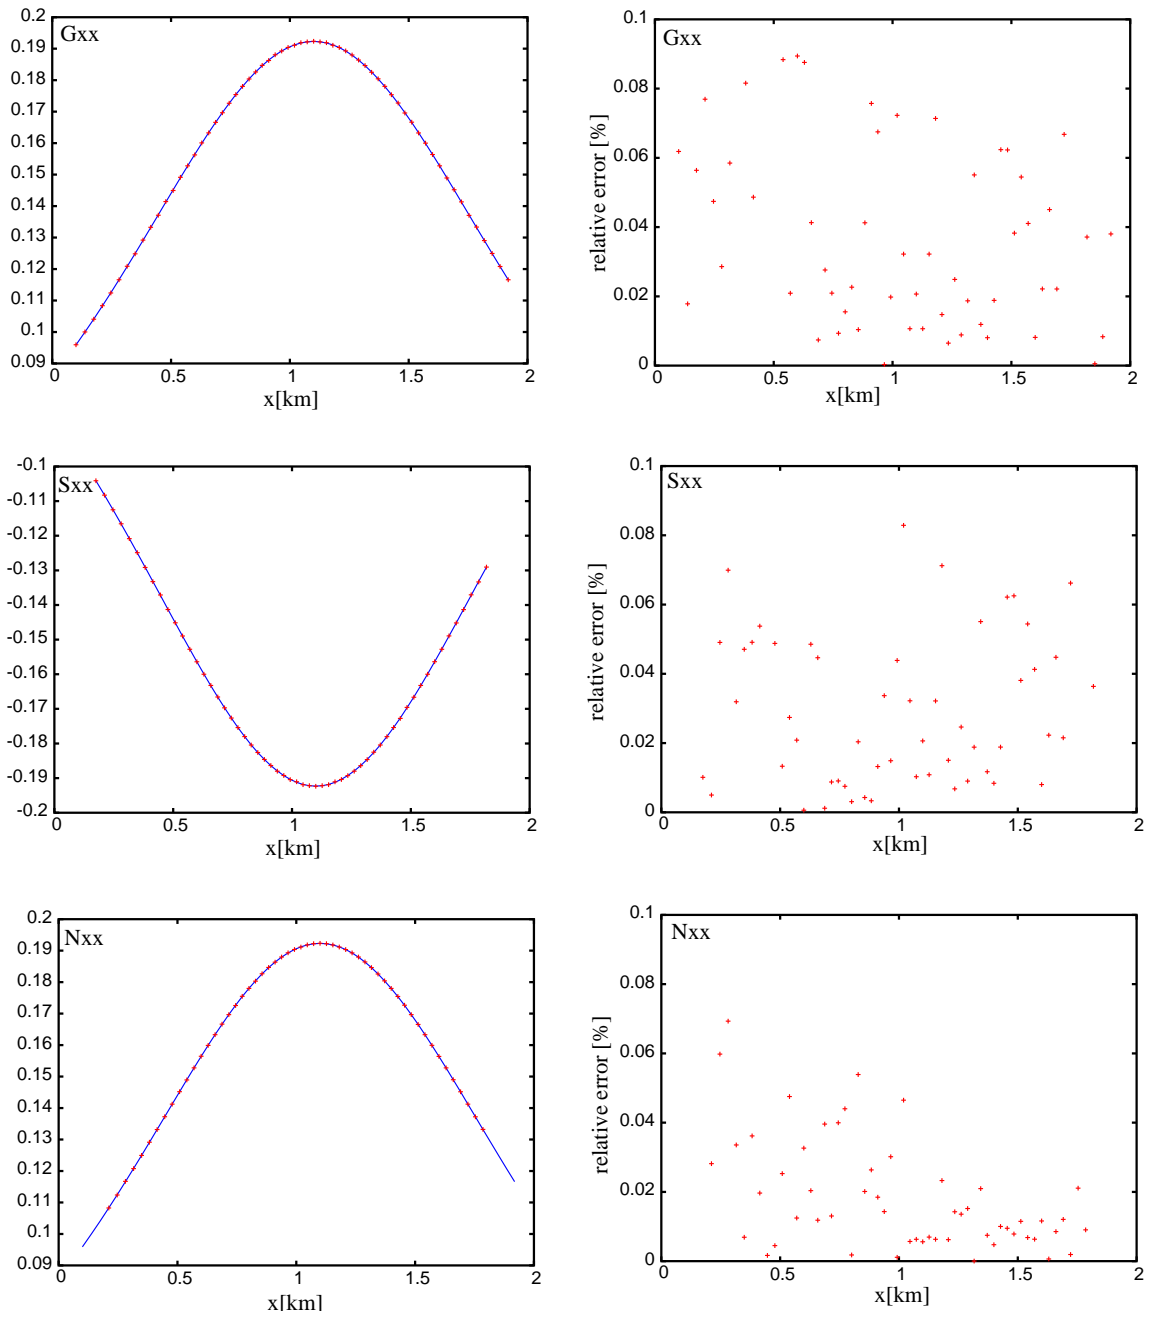 Gxx
0.2
0.19
0.18
0.17
0.16
0.15
0.14
0.13
0.12
0.11
0.1
0.09
0 0.5 1 1.5 2
x[km]
Gxx
relative error [%]
0.1
0.08
0.06
0.04
0.02
0
0 0.5 1 1.5 2
x[km]
Sxx
-0.1
-0.11
-0.12
-0.13
-0.14
-0.15
-0.16
-0.17
-0.18
-0.19
-0.2
0 0.5 1 1.5 2
x[km]
Sxx
relative error [%]
0.1
0.08
0.06
0.04
0.02
0
0 0.5 1 1.5 2
x[km]
Nxx
0.2
0.19
0.18
0.17
0.16
0.15
0.14
0.13
0.12
0.11
0.1
0.09
0 0.5 1 1.5 2
x[km]
Nxx
relative error [%]
0.1
0.08
0.06
0.04
0.02
0
0 0.5 1 1.5 2
x[km]